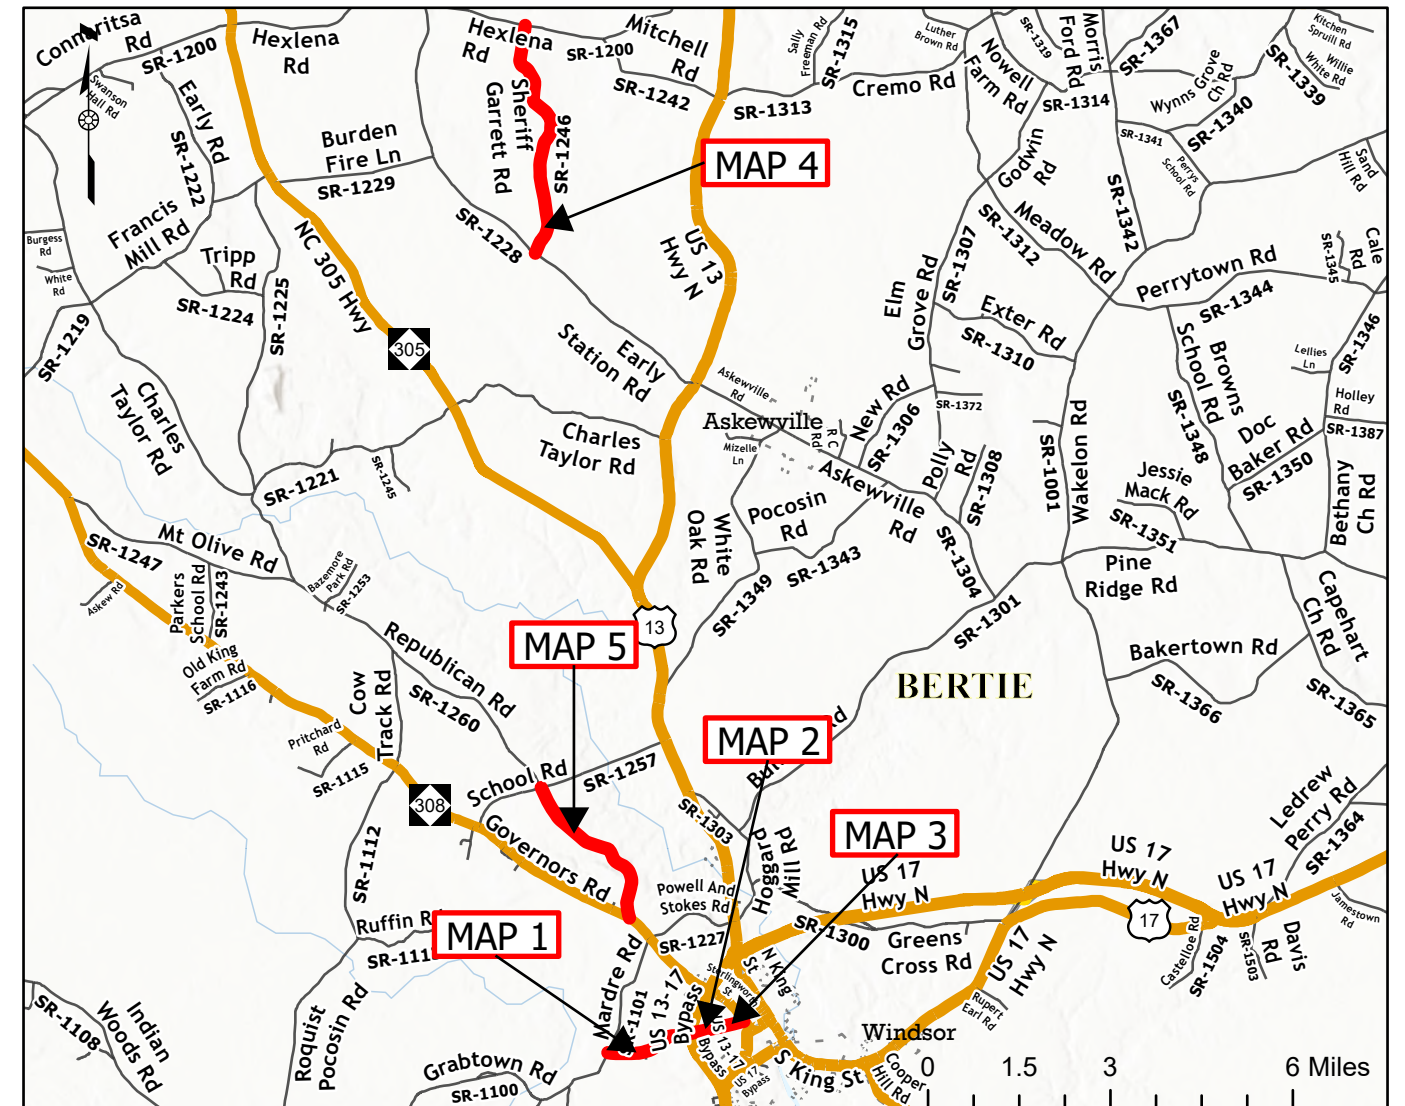 Connaritsa
Rd
SR-1200
Hexlena
Rd
Hexlena
Rd
SR-1200
Mitchell
Rd
SR-1242
Sally
Freeman Rd
SR-1315
Luther
Brown Rd
SR-1319
Nowell
Farm Rd
Morris
Ford Rd
SR-1367
Kitchen
Spruill Rd
Willie
White Rd
SR-1339
Swanson
Hall Rd
Early Rd
SR-1222
Burden
Fire Ln
SR-1229
Sheriff
Garrett Rd
SR-1246
SR-1313
Cremo Rd
SR-1314
Wynns Grove
Ch Rd
SR-1340
SR-1341
Perrys
School Rd
Sand
Hill Rd
MAP 4
Godwin
Rd
SR-1342
Francis
Mill Rd
SR-1228
Burgess
Rd
White
Rd
Tripp
Rd
SR-1224
SR-1225
NC 305 Hwy
US 13
Hwy N
SR-1307
Elm
Grove Rd
Meadow Rd
SR-1312
Perrytown Rd
SR-1344
SR-1345
Cale
Rd
SR-1346
SR-1219
305
Early
Station Rd
Exter Rd
SR-1310
Browns
School Rd
SR-1348
Lellies
Ln
Charles
Taylor Rd
Charles
Taylor Rd
Askewville
Rd
Askewville
Mizelle
Ln
R C
Rd
New Rd
SR-1306
SR-1372
Polly
Rd
SR-1308
SR-1001
Wakelon Rd
Doc
Baker Rd
SR-1350
Holley
Rd
SR-1387
Bethany
Ch Rd
SR-1221
SR-1245
Askewville
Rd
Jessie
Mack Rd
SR-1351
Mt Olive Rd
SR-1247
Askew Rd
Parkers
School Rd
SR-1243
Bazemore
Park Rd
SR-1253
White
Oak Rd
Pocosin
Rd
SR-1343
SR-1349
SR-1304
SR-1301
Pine
Ridge Rd
Capehart
Ch Rd
SR-1365
Bakertown Rd
SR-1366
Old King
Farm Rd
SR-1116
Republican Rd
SR-1260
MAP 5
13
BERTIE
Cow
Track Rd
Pritchard
Rd
SR-1115
MAP 2
Rd
308
School Rd
SR-1257
SR-1303
MAP 3
Ledrew
Perry Rd
SR-1364
SR-1112
Governors Rd
Powell And
Stokes Rd
Hoggard
Mill Rd
US 17
Hwy N
US 17
Hwy N
US 17
Hwy N
17
Jamestown
Rd
MAP 1
SR-1227
SR-1300
Greens
Cross Rd
US 17
Hwy N
Castelloe Rd
SR-1504
SR-1503
Davis
Rd
Roquist
Pocosin Rd
Mardre Rd
SR-1101
US 13-17
Bypass
Sterlingworth
St
N King
St
US 13-17
Bypass
US 17
Bypass
S King St
Rupert
Earl Rd
Windsor
Cooper
Hill Rd
SR-1108
Indian
Woods Rd
Grabtown Rd
SR-1100
0 1.5 3 6 Miles